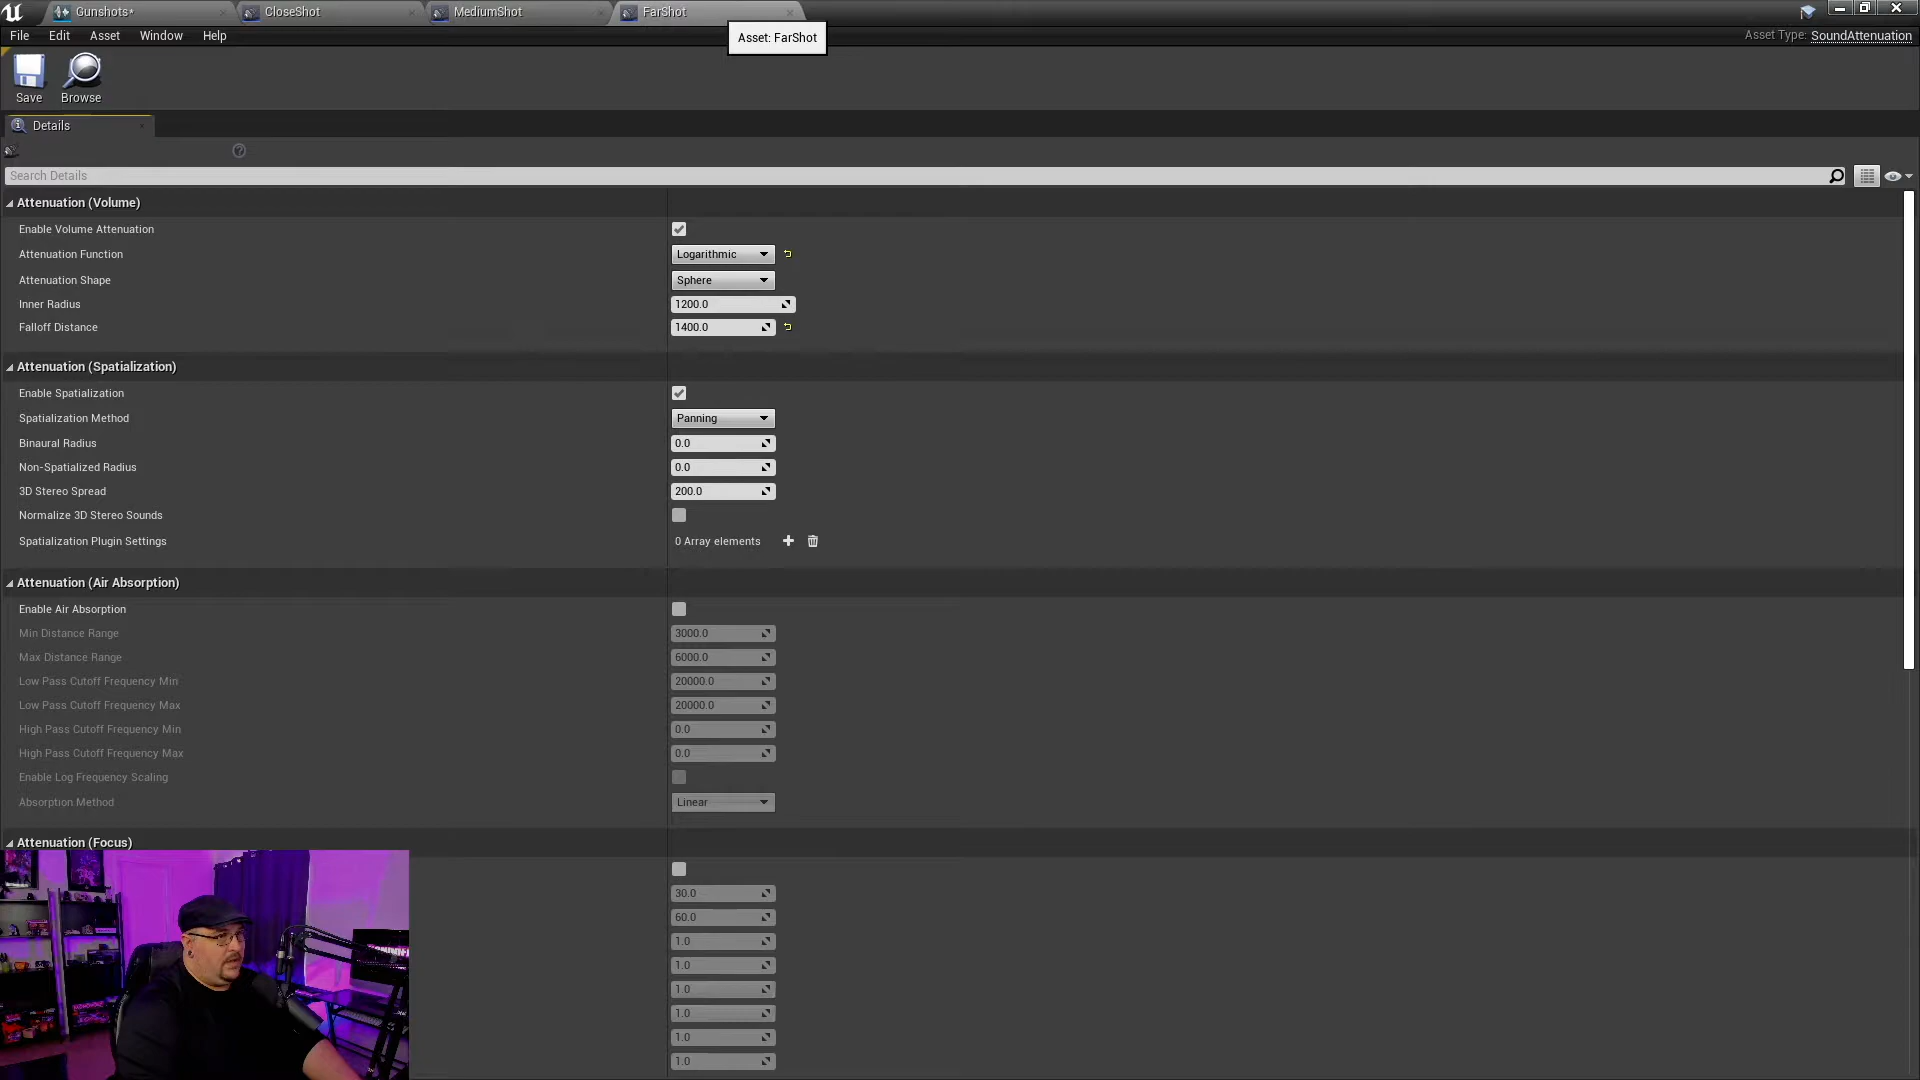 Gunshots*
CloseShot
MediumShot
FarShot
File
Edit
Asset
Window
Help
Asset: FarShot
Asset Type: SoundAttenuation
Save
Browse
Details
Search Details
Attenuation (Volume)
Enable Volume Attenuation
Attenuation Function
Logarithmic
Attenuation Shape
Sphere
Inner Radius
1200.0
Falloff Distance
1400.0
Attenuation (Spatialization)
Enable Spatialization
Spatialization Method
Panning
Binaural Radius
0.0
Non-Spatialized Radius
0.0
3D Stereo Spread
200.0
Normalize 3D Stereo Sounds
Spatialization Plugin Settings
0 Array elements
Attenuation (Air Absorption)
Enable Air Absorption
Min Distance Range
3000.0
Max Distance Range
6000.0
Low Pass Cutoff Frequency Min
20000.0
Low Pass Cutoff Frequency Max
20000.0
High Pass Cutoff Frequency Min
0.0
High Pass Cutoff Frequency Max
0.0
Enable Log Frequency Scaling
Absorption Method
Linear
Attenuation (Focus)
30.0
60.0
1.0
1.0
1.0
1.0
1.0
1.0